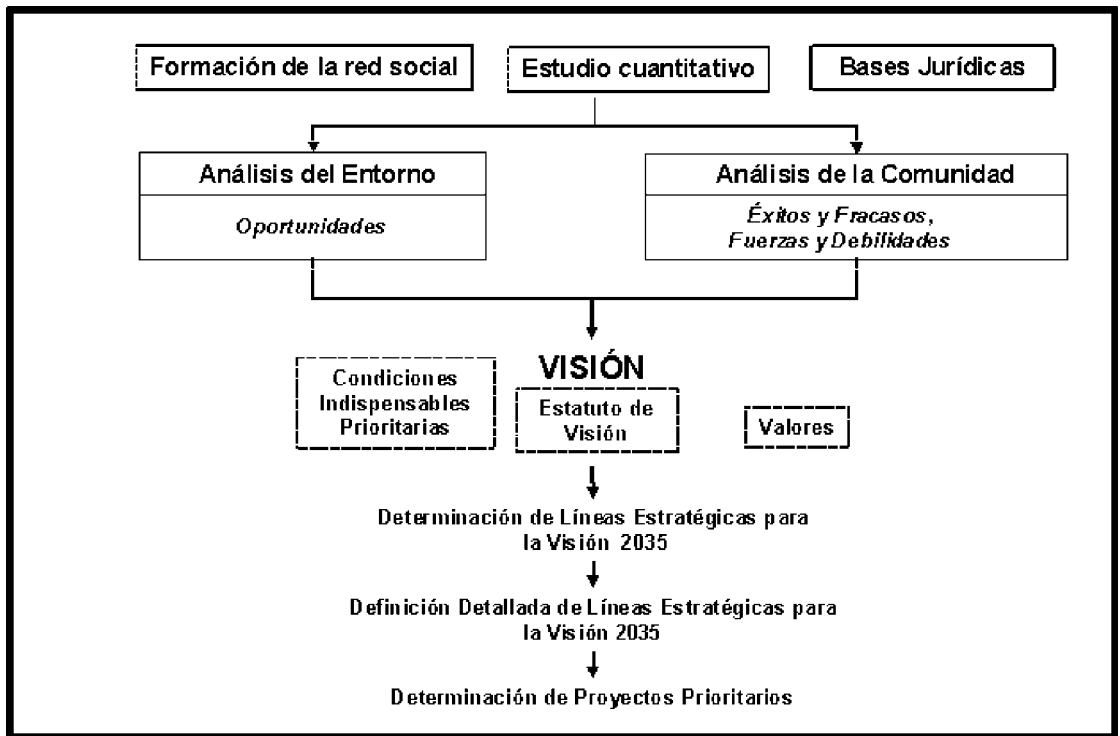 Formación de la red social
Estudio cuantitativo
Bases Jurídicas
Análisis del Entorno
Oportunidades
Análisis de la Comunidad
Éxitos y Fracasos,
Fuerzas y Debilidades
VISIÓN
Condiciones
Indispensables
Prioritarias
Estatuto de
Visión
Valores
Determinación de Líneas Estratégicas para
la Visión 2035
Definición Detallada de Líneas Estratégicas para
la Visión 2035
Determinación de Proyectos Prioritarios